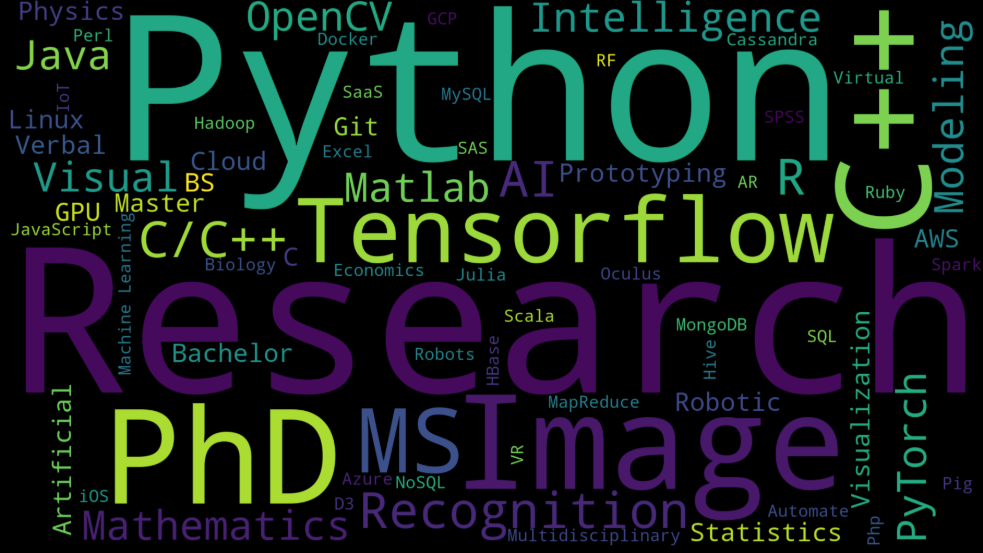 Physics
OpenCV
GCP
Intelligence
Perl
Docker
Cassandra
Java
Python
RF
C++
Modeling
Virtual
IoT
SaaS
MySQL
Linux
Hadoop
Git
SPSS
Verbal
Cloud
Excel
SAS
Visual
BS
Matlab
AI
Prototyping
AR
R
Ruby
GPU
Master
JavaScript
C/C++
Tensorflow
AWS
Machine Learning
Biology
C
Economics
Julia
Oculus
Spark
Research
Scala
MongoDB
SQL
Bachelor
Robots
HBase
Hive
Visualization
Artificial
PhD
MS
Image
MapReduce
Robotic
PyTorch
VR
iOS
Azure
NoSQL
Pig
D3
Recognition
Automate
Mathematics
Multidisciplinary
Statistics
Php